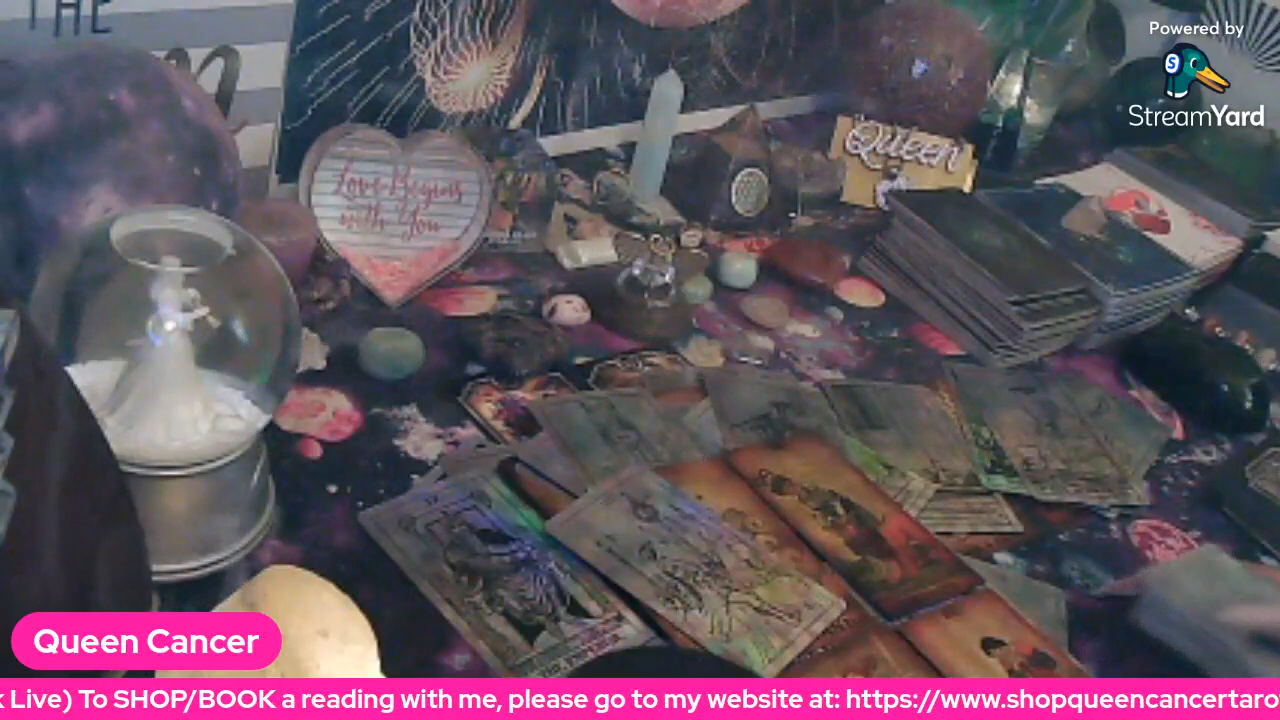 THE
Powered by
StreamYard
Queen
Love Begins
with You
Queen Cancer
k Live) To SHOP/BOOK a reading with me, please go to my website at: https://www.shopqueencancertaro